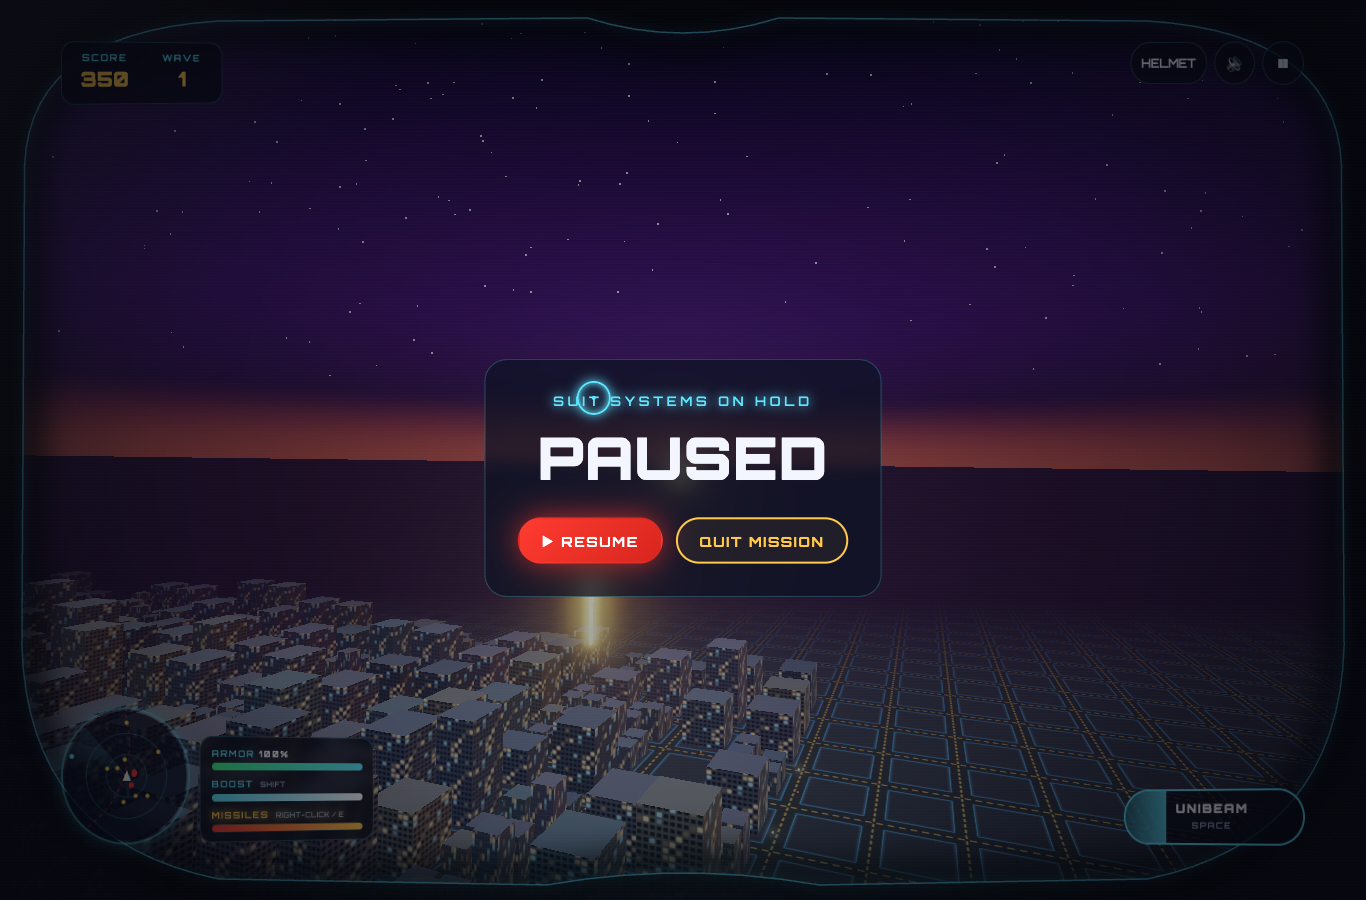 SCORE WAVE
350 1
HELMET
SUIT SYSTEMS ON HOLD
PAUSED
RESUME
QUIT MISSION
ARMOR 100%
BOOST SHIFT
MISSILES RIGHT-CLICK / E
UNIBEAM
SPACE